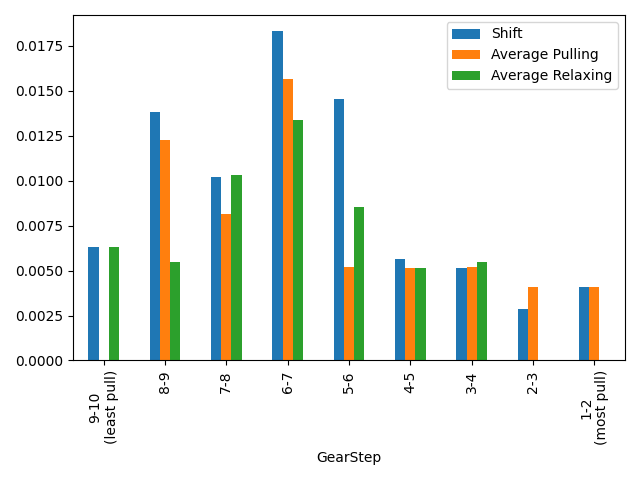 Shift
Average Pulling
Average Relaxing
0.0175
0.0150
0.0125
0.0100
0.0075
0.0050
0.0025
0.0000
9-10
(least pull)
8-9
7-8
6-7
5-6
4-5
3-4
2-3
1-2
(most pull)
GearStep